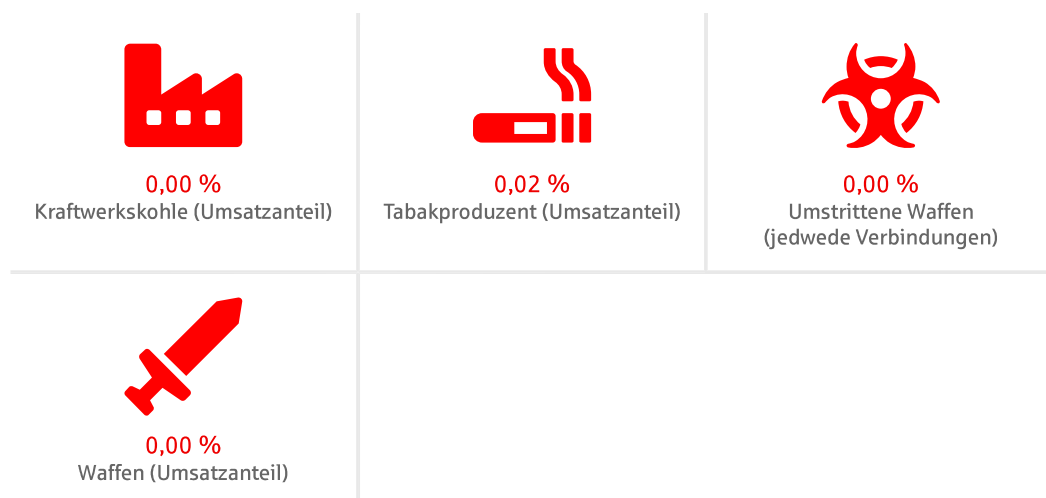 0,00 %
Kraftwerkskohle (Umsatzanteil)
0,02 %
Tabakproduzent (Umsatzanteil)
0,00 %
Umstrittene Waffen
(jedwede Verbindungen)
0,00 %
Waffen (Umsatzanteil)